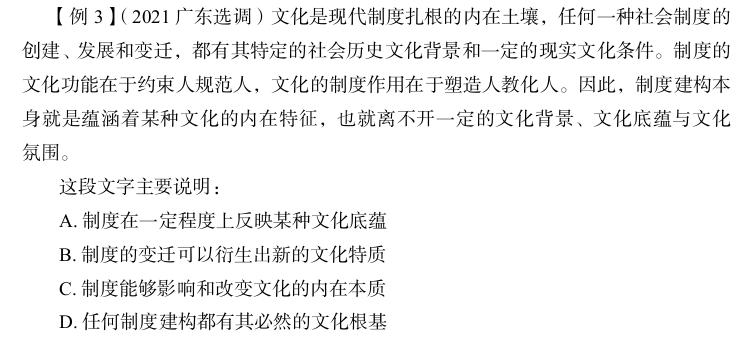 【例 3】(2021 广东选调)文化是现代制度扎根的内在土壤，任何一种社会制度的
创建、发展和变迁，都有其特定的社会历史文化背景和一定的现实文化条件。制度的
文化功能在于约束人规范人，文化的制度作用在于塑造人教化人。因此，制度建构本
身就是蕴涵着某种文化的内在特征，也就离不开一定的文化背景、文化底蕴与文化
氛围。
这段文字主要说明：
A. 制度在一定程度上反映某种文化底蕴
B. 制度的变迁可以衍生出新的文化特质
C. 制度能够影响和改变文化的内在本质
D. 任何制度建构都有其必然的文化根基